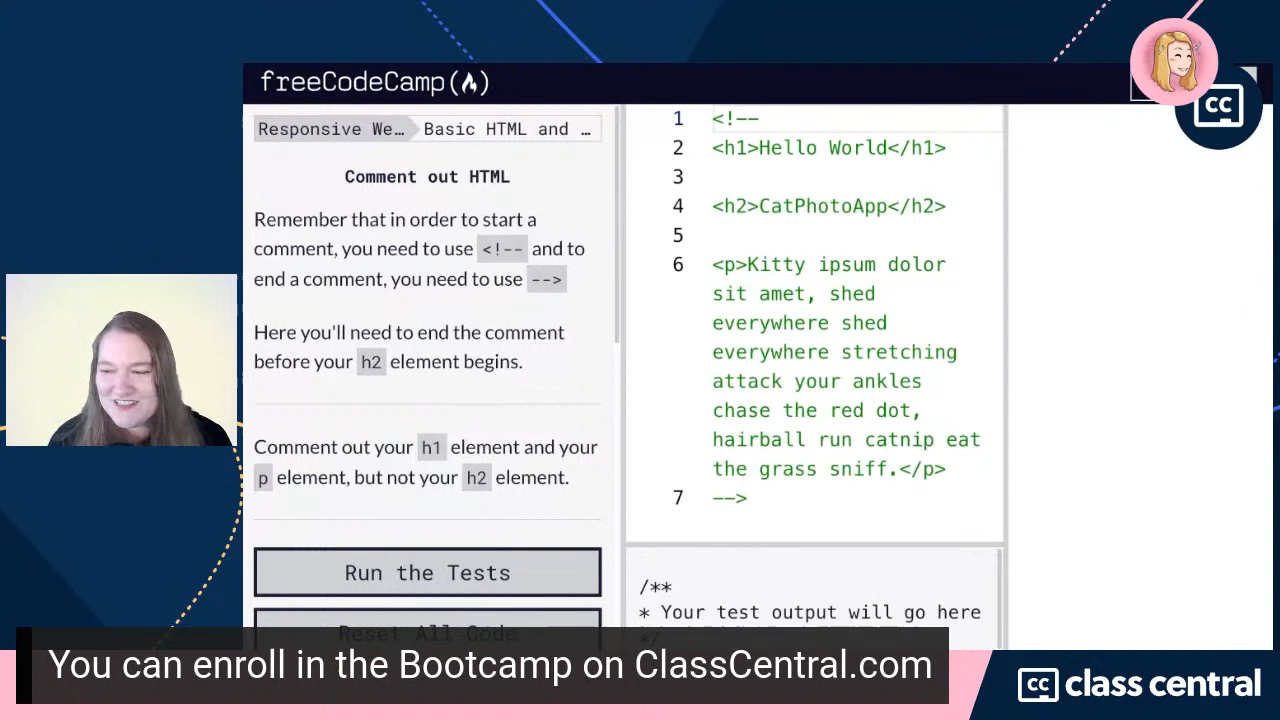 freeCodeCamp
Responsive We… Basic HTML and …
Comment out HTML
Remember that in order to start a
comment, you need to use <!-- and to
end a comment, you need to use -->
Here you'll need to end the comment
before your h2 element begins.
Comment out your h1 element and your
p element, but not your h2 element.
Run the Tests
Reset All Code
1 <!--
2 <h1>Hello World</h1>
3
4 <h2>CatPhotoApp</h2>
5
6 <p>Kitty ipsum dolor
sit amet, shed
everywhere shed
everywhere stretching
attack your ankles
chase the red dot,
hairball run catnip eat
the grass sniff.</p>
7 -->
/**
* Your test output will go here
*/
cc
You can enroll in the Bootcamp on ClassCentral.com
cc class central